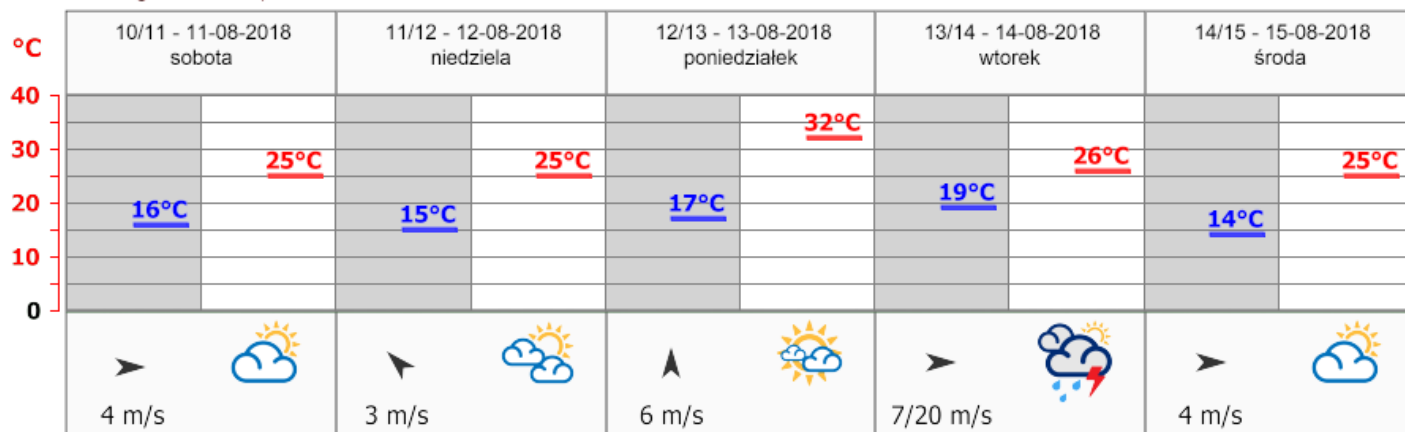 10/11 - 11-08-2018
sobota
11/12 - 12-08-2018
niedziela
12/13 - 13-08-2018
poniedziałek
13/14 - 14-08-2018
wtorek
14/15 - 15-08-2018
środa
°C
40
30
20
10
0
16°C
25°C
15°C
25°C
17°C
32°C
19°C
26°C
14°C
25°C
4 m/s
3 m/s
6 m/s
7/20 m/s
4 m/s